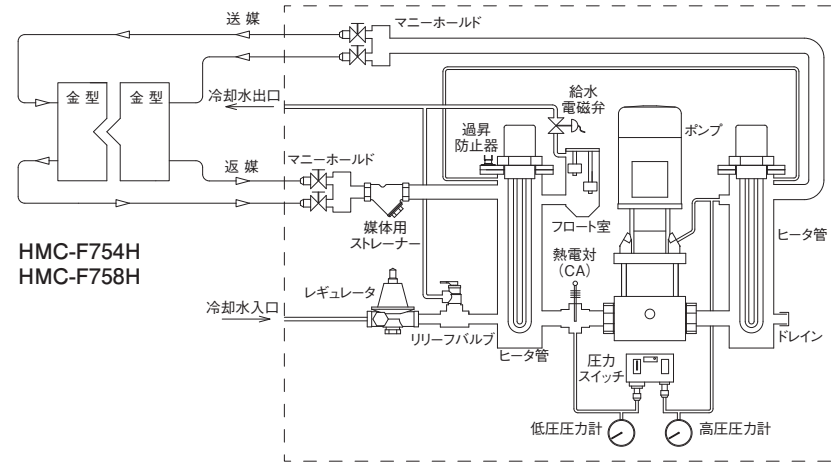 送 媒
マニーホールド
冷却水出口
給水
電磁弁
金 型
金 型
過昇
防止器
ポンプ
返 媒
マニーホールド
媒体用
ストレーナー
フロート室
ヒータ管
HMC-F754H
HMC-F758H
熱電対
(CA)
レギュレータ
冷却水入口
リリーフバルブ
ヒータ管
ドレイン
圧力
スイッチ
低圧圧力計
高圧圧力計